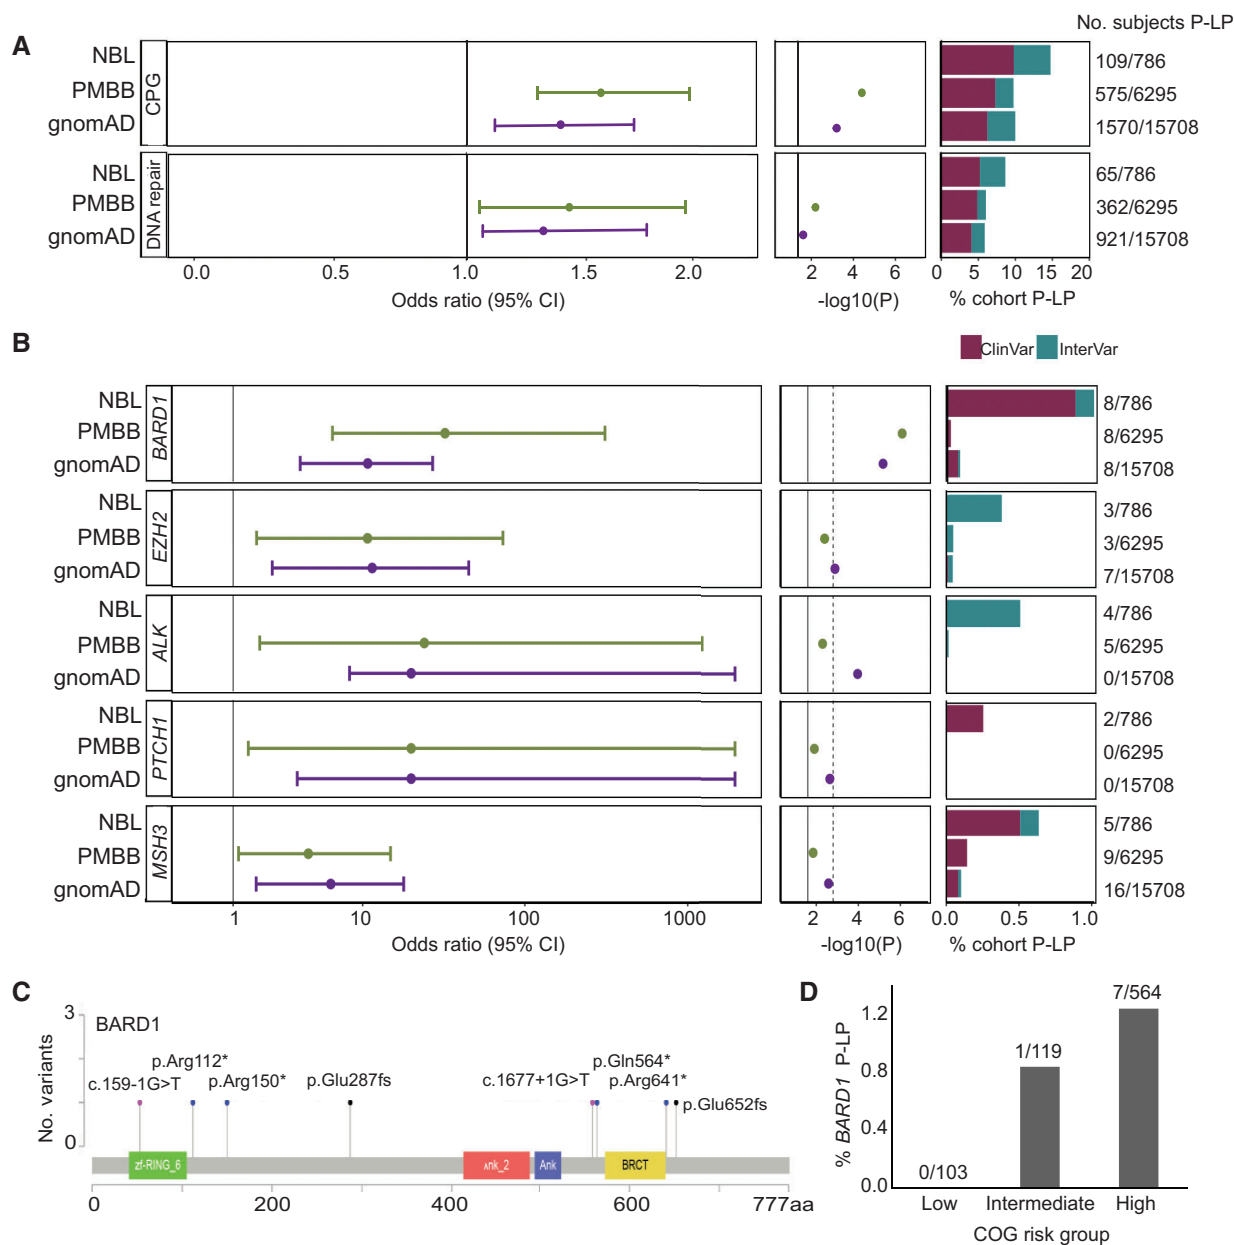 No. subjects P-LP
A
CPG
NBL
PMBB
gnomAD
109/786
575/6295
1570/15708
DNA repair
NBL
PMBB
gnomAD
65/786
362/6295
921/15708
0.0 0.5 1.0 1.5 2.0
Odds ratio (95% CI)
2 4 6
-log10(P)
0 5 10 15 20
% cohort P-LP
B
ClinVar InterVar
BARD1
NBL
PMBB
gnomAD
8/786
8/6295
8/15708
EZH2
NBL
PMBB
gnomAD
3/786
3/6295
7/15708
ALK
NBL
PMBB
gnomAD
4/786
5/6295
0/15708
PTCH1
NBL
PMBB
gnomAD
2/786
0/6295
0/15708
MSH3
NBL
PMBB
gnomAD
5/786
9/6295
16/15708
1 10 100 1000
Odds ratio (95% CI)
2 4 6
-log10(P)
0.0 0.5 1.0
% cohort P-LP
C
No. variants
3
0
BARD1
c.159-1G>T
p.Arg112*
p.Arg150*
p.Glu287fs
c.1677+1G>T
p.Gln564*
p.Arg641*
p.Glu652fs
zf-RING_6
Ank_2
Ank
BRCT
0 200 400 600 777aa
D
% BARD1 P-LP
1.2
0.8
0.4
0.0
0/103
1/119
7/564
Low Intermediate High
COG risk group